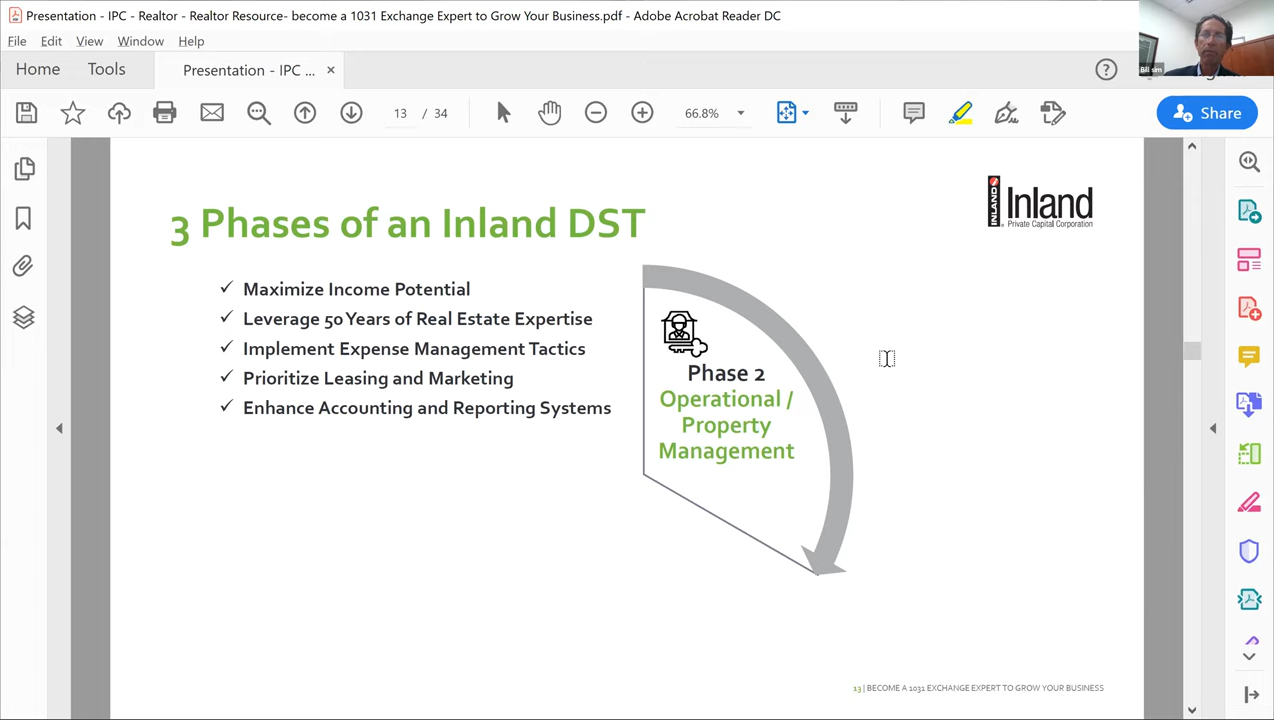 Presentation - IPC - Realtor - Realtor Resource- become a 1031 Exchange Expert to Grow Your Business.pdf - Adobe Acrobat Reader DC
File Edit View Window Help
Home Tools Presentation - IPC ... ×
13 / 34 66.8% Share
Bill sim
INLAND Inland
Private Capital Corporation
3 Phases of an Inland DST
✓ Maximize Income Potential
✓ Leverage 50 Years of Real Estate Expertise
✓ Implement Expense Management Tactics
✓ Prioritize Leasing and Marketing
✓ Enhance Accounting and Reporting Systems
Phase 2
Operational /
Property
Management
13 | BECOME A 1031 EXCHANGE EXPERT TO GROW YOUR BUSINESS